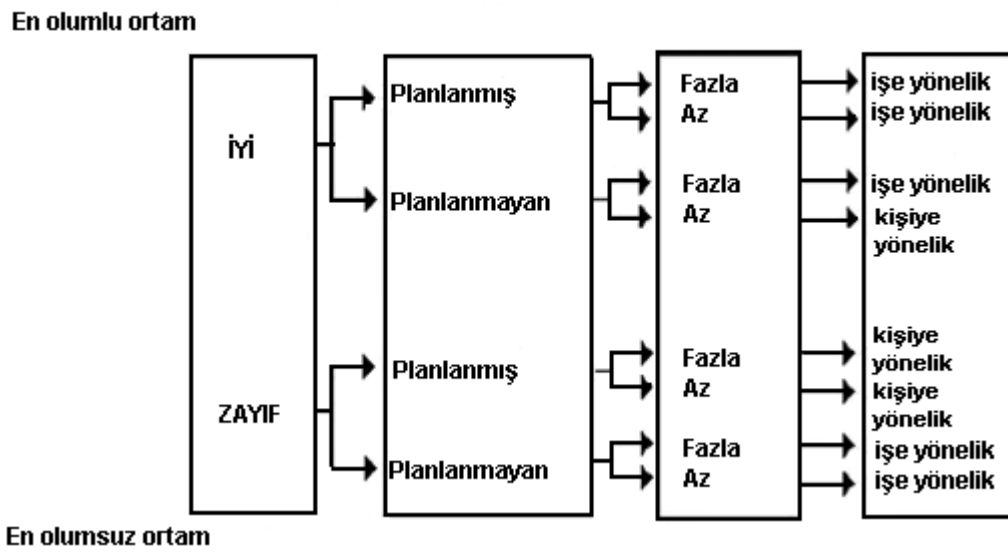 En olumlu ortam
İYİ
Planlanmış
Fazla
işe yönelik
Az
işe yönelik
Planlanmayan
Fazla
işe yönelik
Az
kişiye
yönelik
ZAYIF
Planlanmış
Fazla
kişiye
yönelik
Az
kişiye
yönelik
Planlanmayan
Fazla
işe yönelik
Az
işe yönelik
En olumsuz ortam